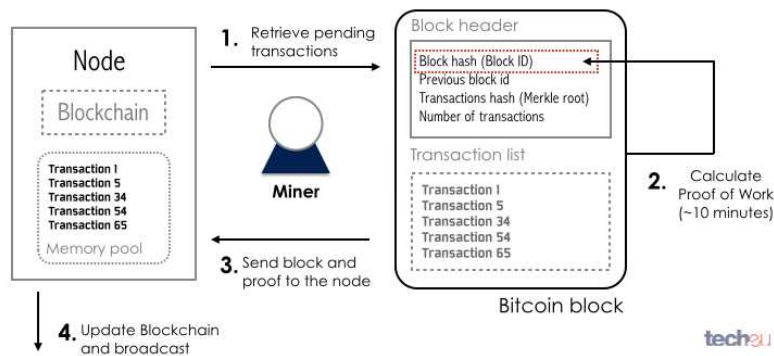 Node
Blockchain
Transaction 1
Transaction 5
Transaction 34
Transaction 54
Transaction 65
Memory pool
1. Retrieve pending
transactions
Miner
3. Send block and
proof to the node
4. Update Blockchain
and broadcast
Block header
Block hash (Block ID)
Previous block id
Transactions hash (Merkle root)
Number of transactions
Transaction list
Transaction 1
Transaction 5
Transaction 34
Transaction 54
Transaction 65
Bitcoin block
2. Calculate
Proof of Work
(~10 minutes)